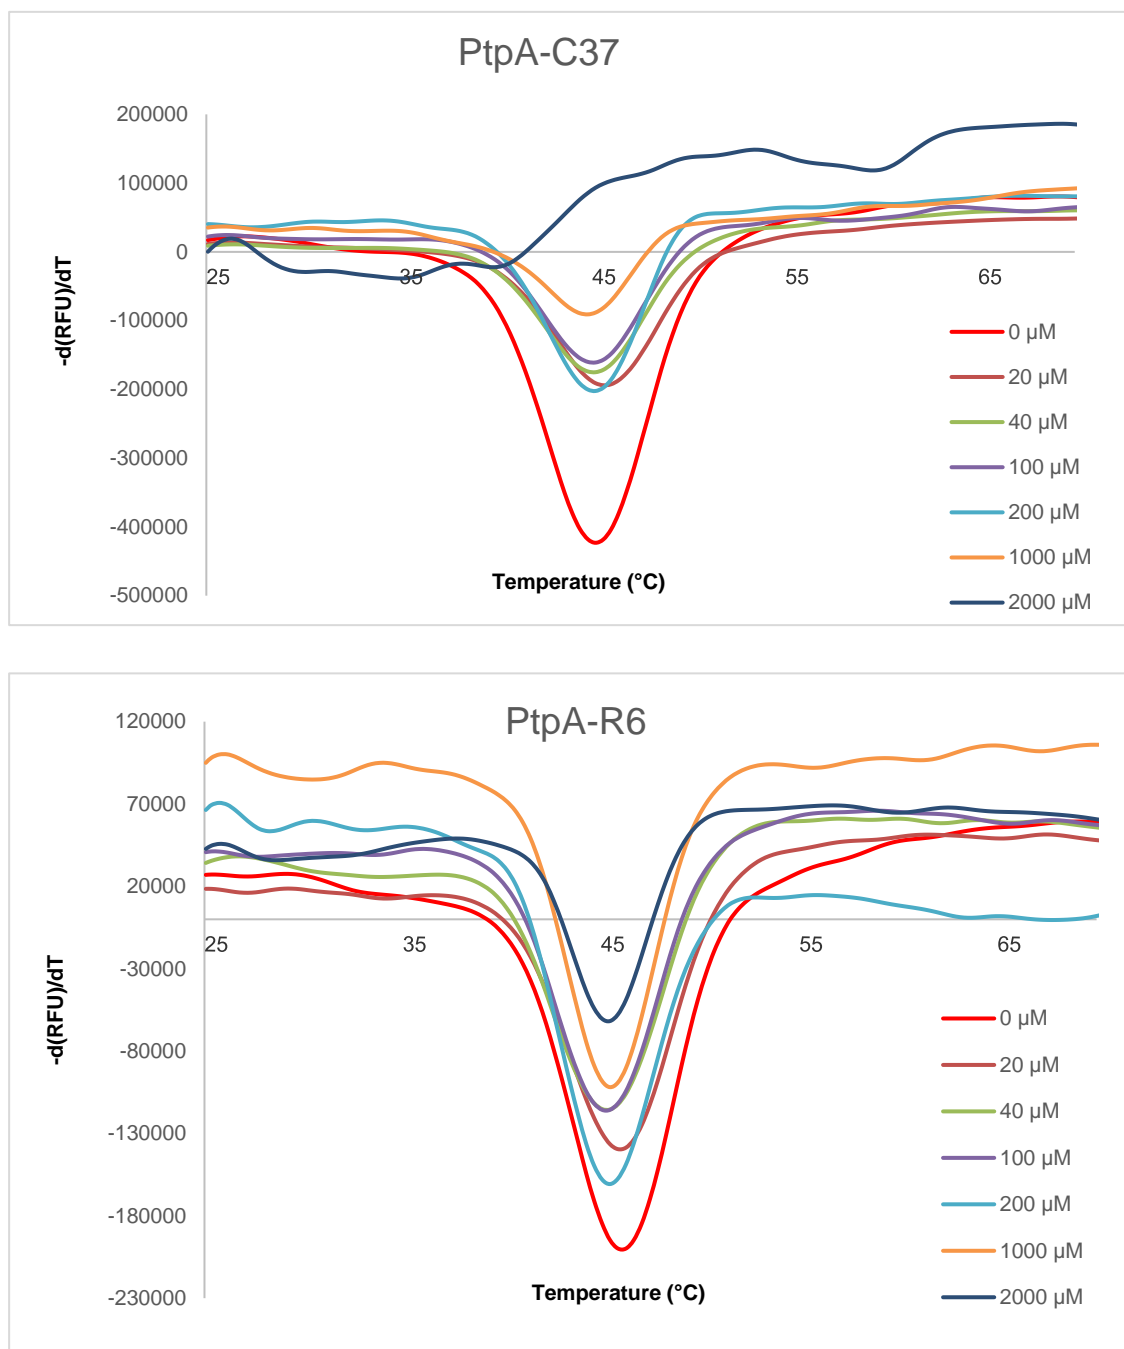 PtpA-C37
200000
100000
0
-100000
-200000
-300000
-400000
-500000
25 35 45 55 65
-d(RFU)/dT
Temperature (°C)
0 µM
20 µM
40 µM
100 µM
200 µM
1000 µM
2000 µM
PtpA-R6
120000
70000
20000
-30000
-80000
-130000
-180000
-230000
25 35 45 55 65
-d(RFU)/dT
Temperature (°C)
0 µM
20 µM
40 µM
100 µM
200 µM
1000 µM
2000 µM